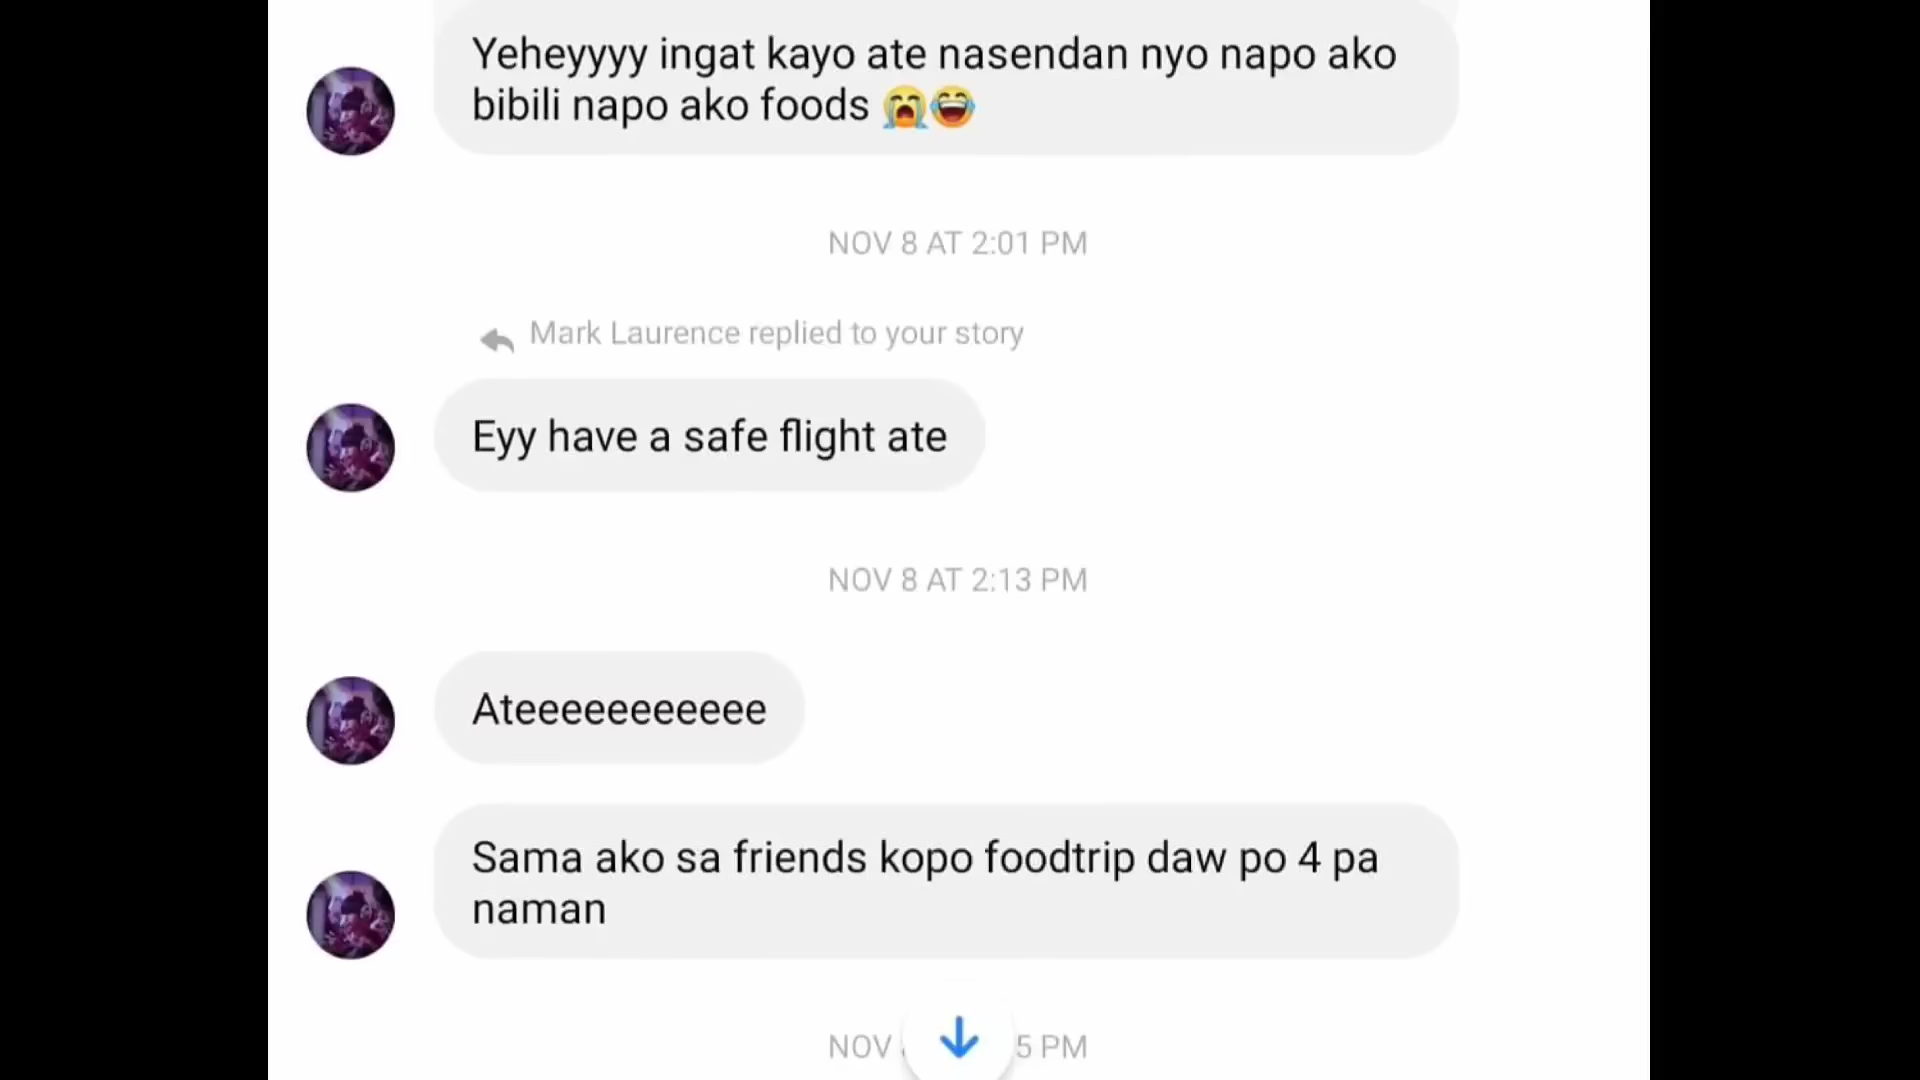 Yeheyyyy ingat kayo ate nasendan nyo napo ako
bibili napo ako foods 😭😂
NOV 8 AT 2:01 PM
Mark Laurence replied to your story
Eyy have a safe flight ate
NOV 8 AT 2:13 PM
Ateeeeeeeeeee
Sama ako sa friends kopo foodtrip daw po 4 pa
naman
NOV 5 PM